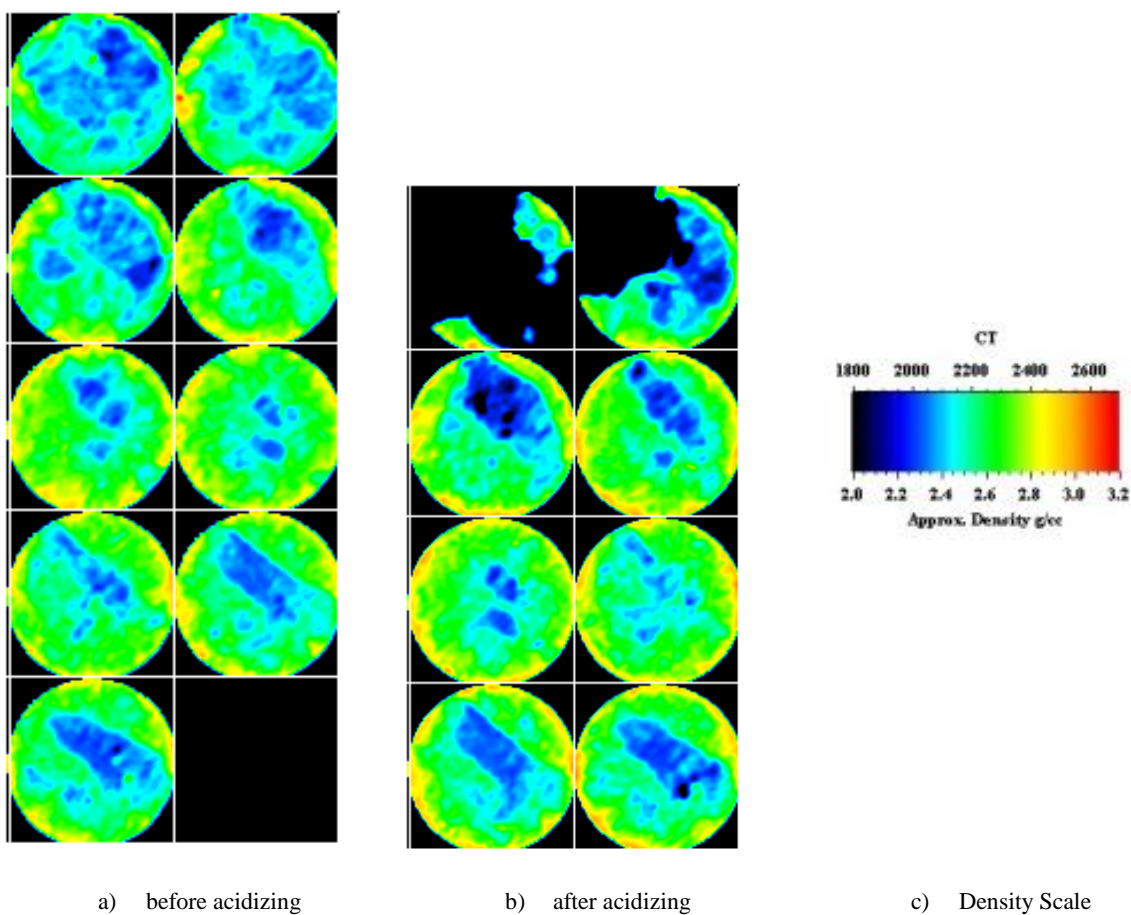 CT
1800 2000 2200 2400 2600
2.0 2.2 2.4 2.6 2.8 3.0 3.2
Approx. Density g/cc
a) before acidizing
b) after acidizing
c) Density Scale